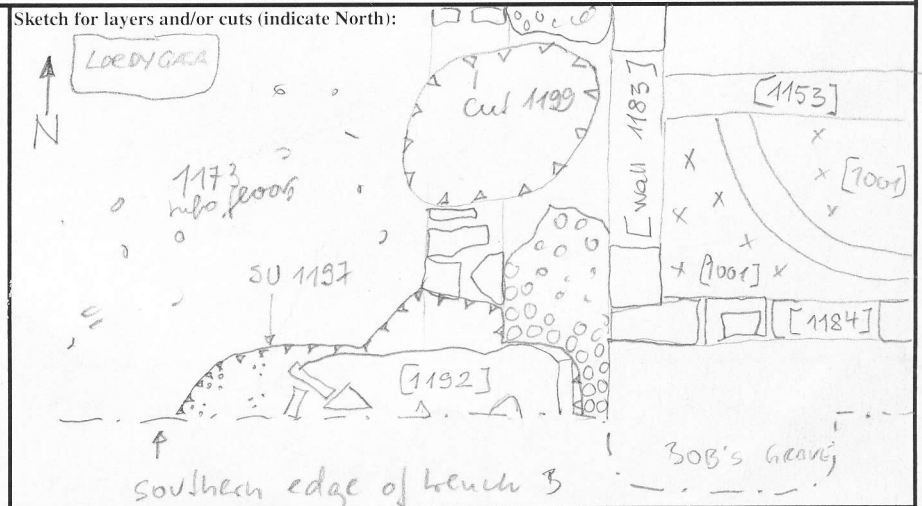 Sketch for layers and/or cuts (indicate North):
N
cut 1199
[wall 1183]
[1153]
1173
[1001]
SU 1197
[1001]
[1184]
[1192]
southern edge of trench B
BOB's GRAVE